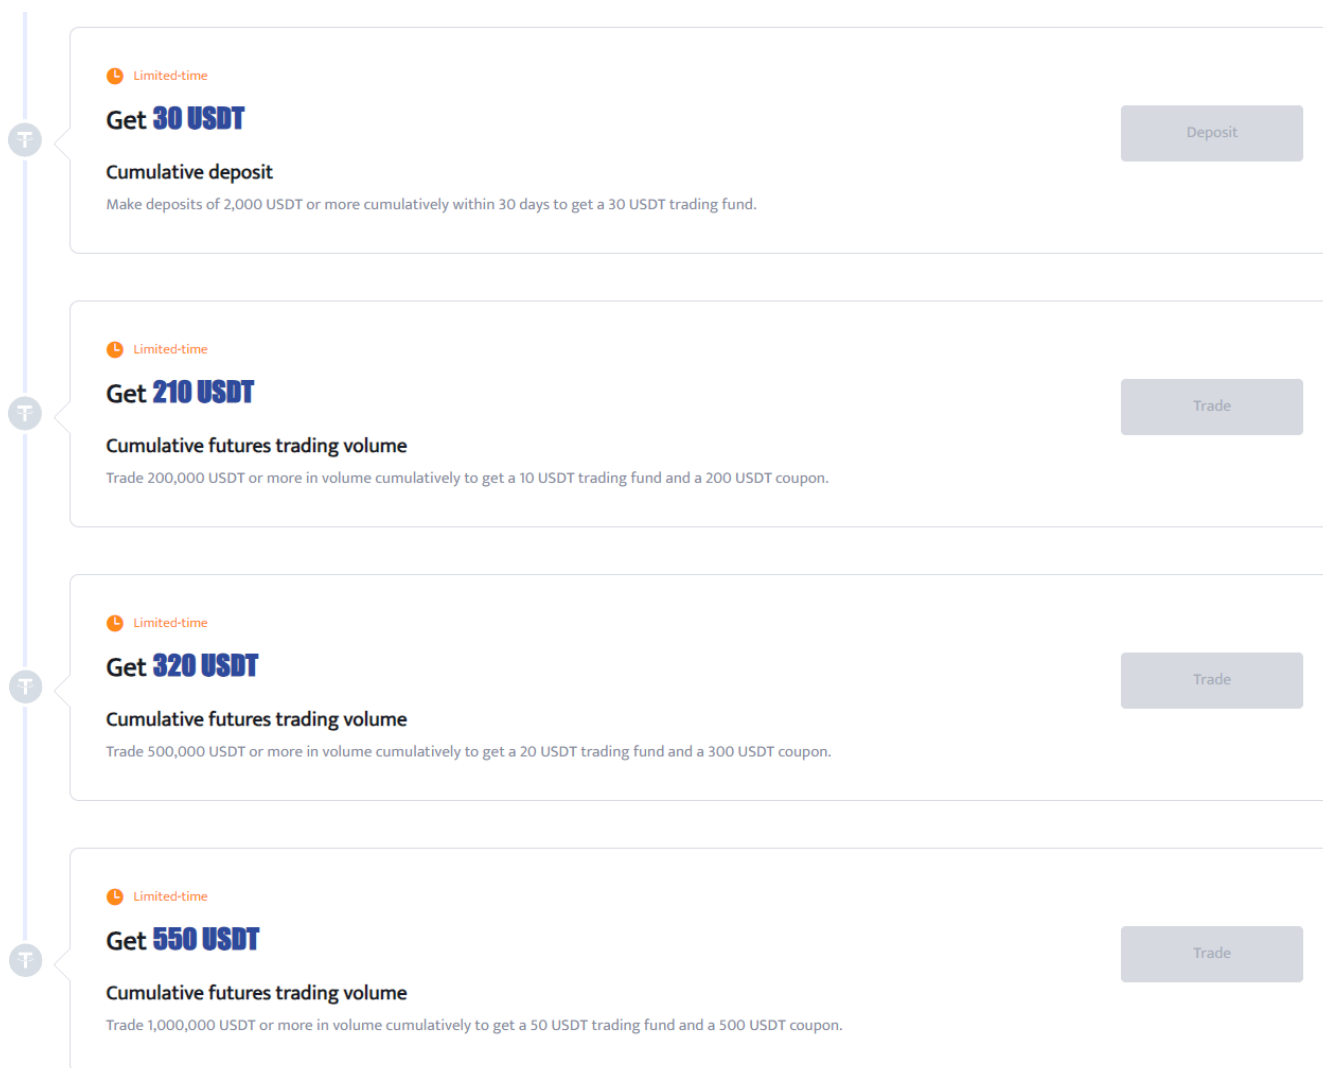 Limited-time
Get 30 USDT
Deposit
Cumulative deposit
Make deposits of 2,000 USDT or more cumulatively within 30 days to get a 30 USDT trading fund.
Limited-time
Get 210 USDT
Trade
Cumulative futures trading volume
Trade 200,000 USDT or more in volume cumulatively to get a 10 USDT trading fund and a 200 USDT coupon.
Limited-time
Get 320 USDT
Trade
Cumulative futures trading volume
Trade 500,000 USDT or more in volume cumulatively to get a 20 USDT trading fund and a 300 USDT coupon.
Limited-time
Get 550 USDT
Trade
Cumulative futures trading volume
Trade 1,000,000 USDT or more in volume cumulatively to get a 50 USDT trading fund and a 500 USDT coupon.